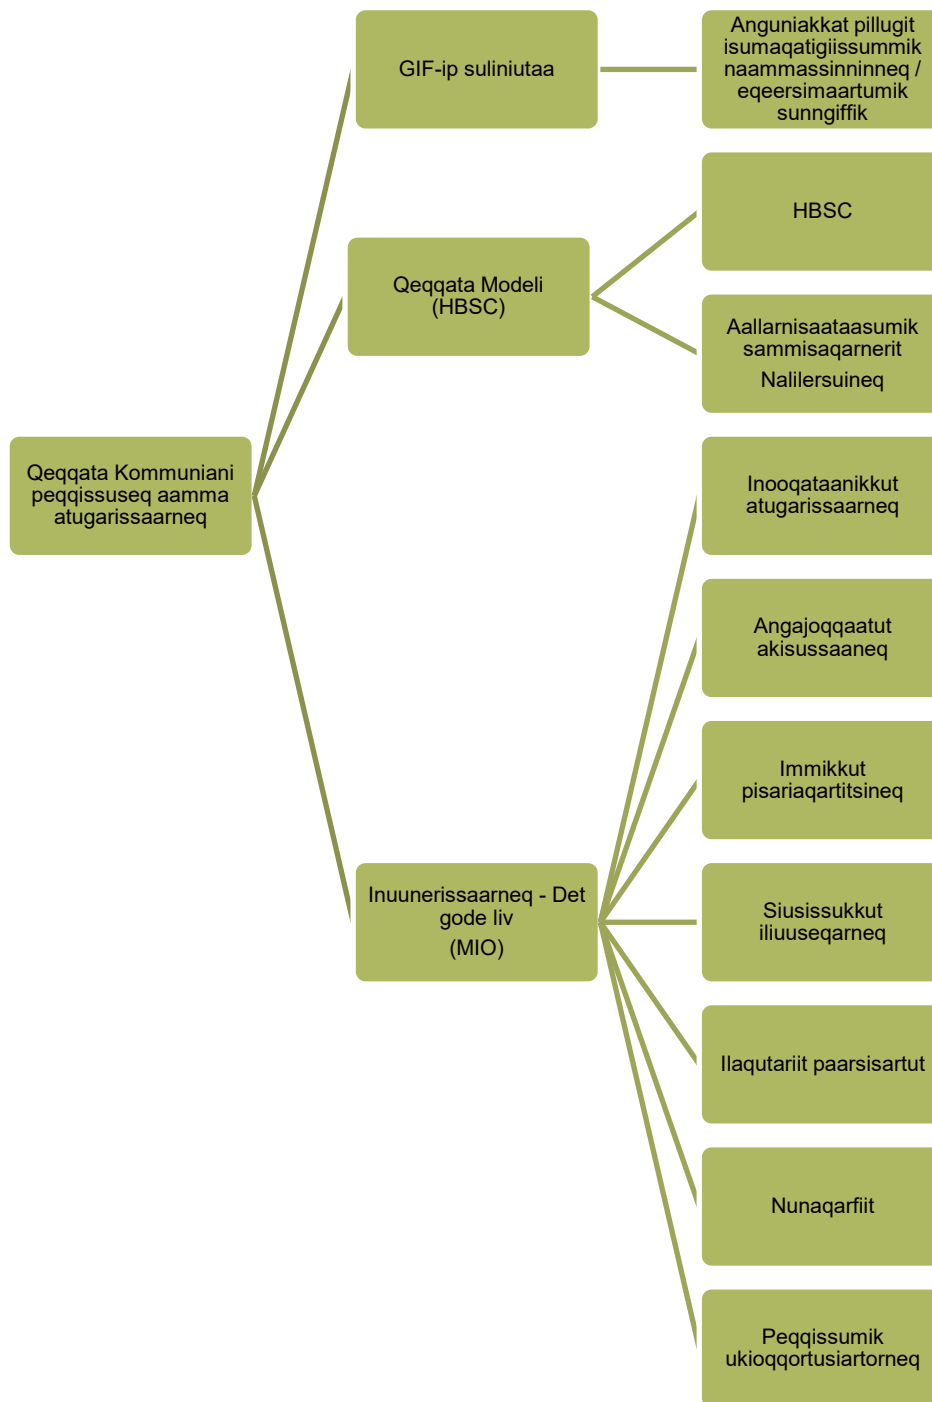 Qeqqata Kommuniani
peqqissuseq aamma
atugarissaarneq
GIF-ip suliniutaa
Anguniakkat pillugit
isumaqatigiissummik
naammassinninneq /
eqeersimaartumik
sunngiffik
Qeqqata Modeli
(HBSC)
HBSC
Aallarnisaataasumik
sammisaqarnerit
Nalilersuineq
Inuunerissaarneq - Det
gode liv
(MIO)
Inooqataanikkut
atugarissaarneq
Angajoqqaatut
akisussaaneq
Immikkut
pisariaqartitsineq
Siusissukkut
iliuuseqarneq
Ilaqutariit paarsisartut
Nunaqarfiit
Peqqissumik
ukioqqortusiartorneq